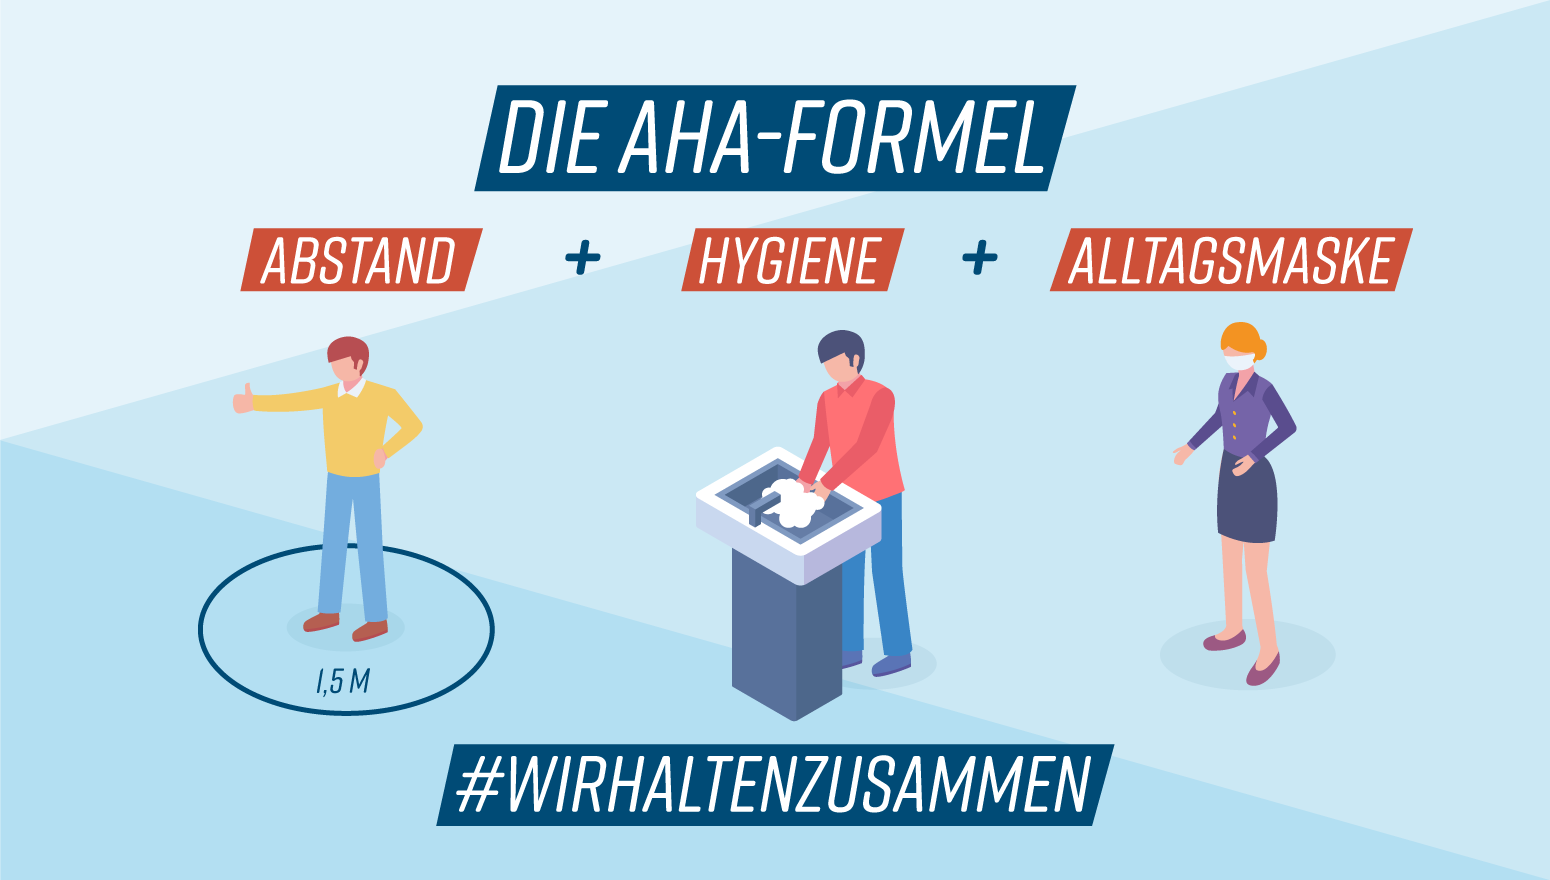 DIE AHA-FORMEL
ABSTAND + HYGIENE + ALLTAGSMASKE
1,5 M
#WIRHALTENZUSAMMEN